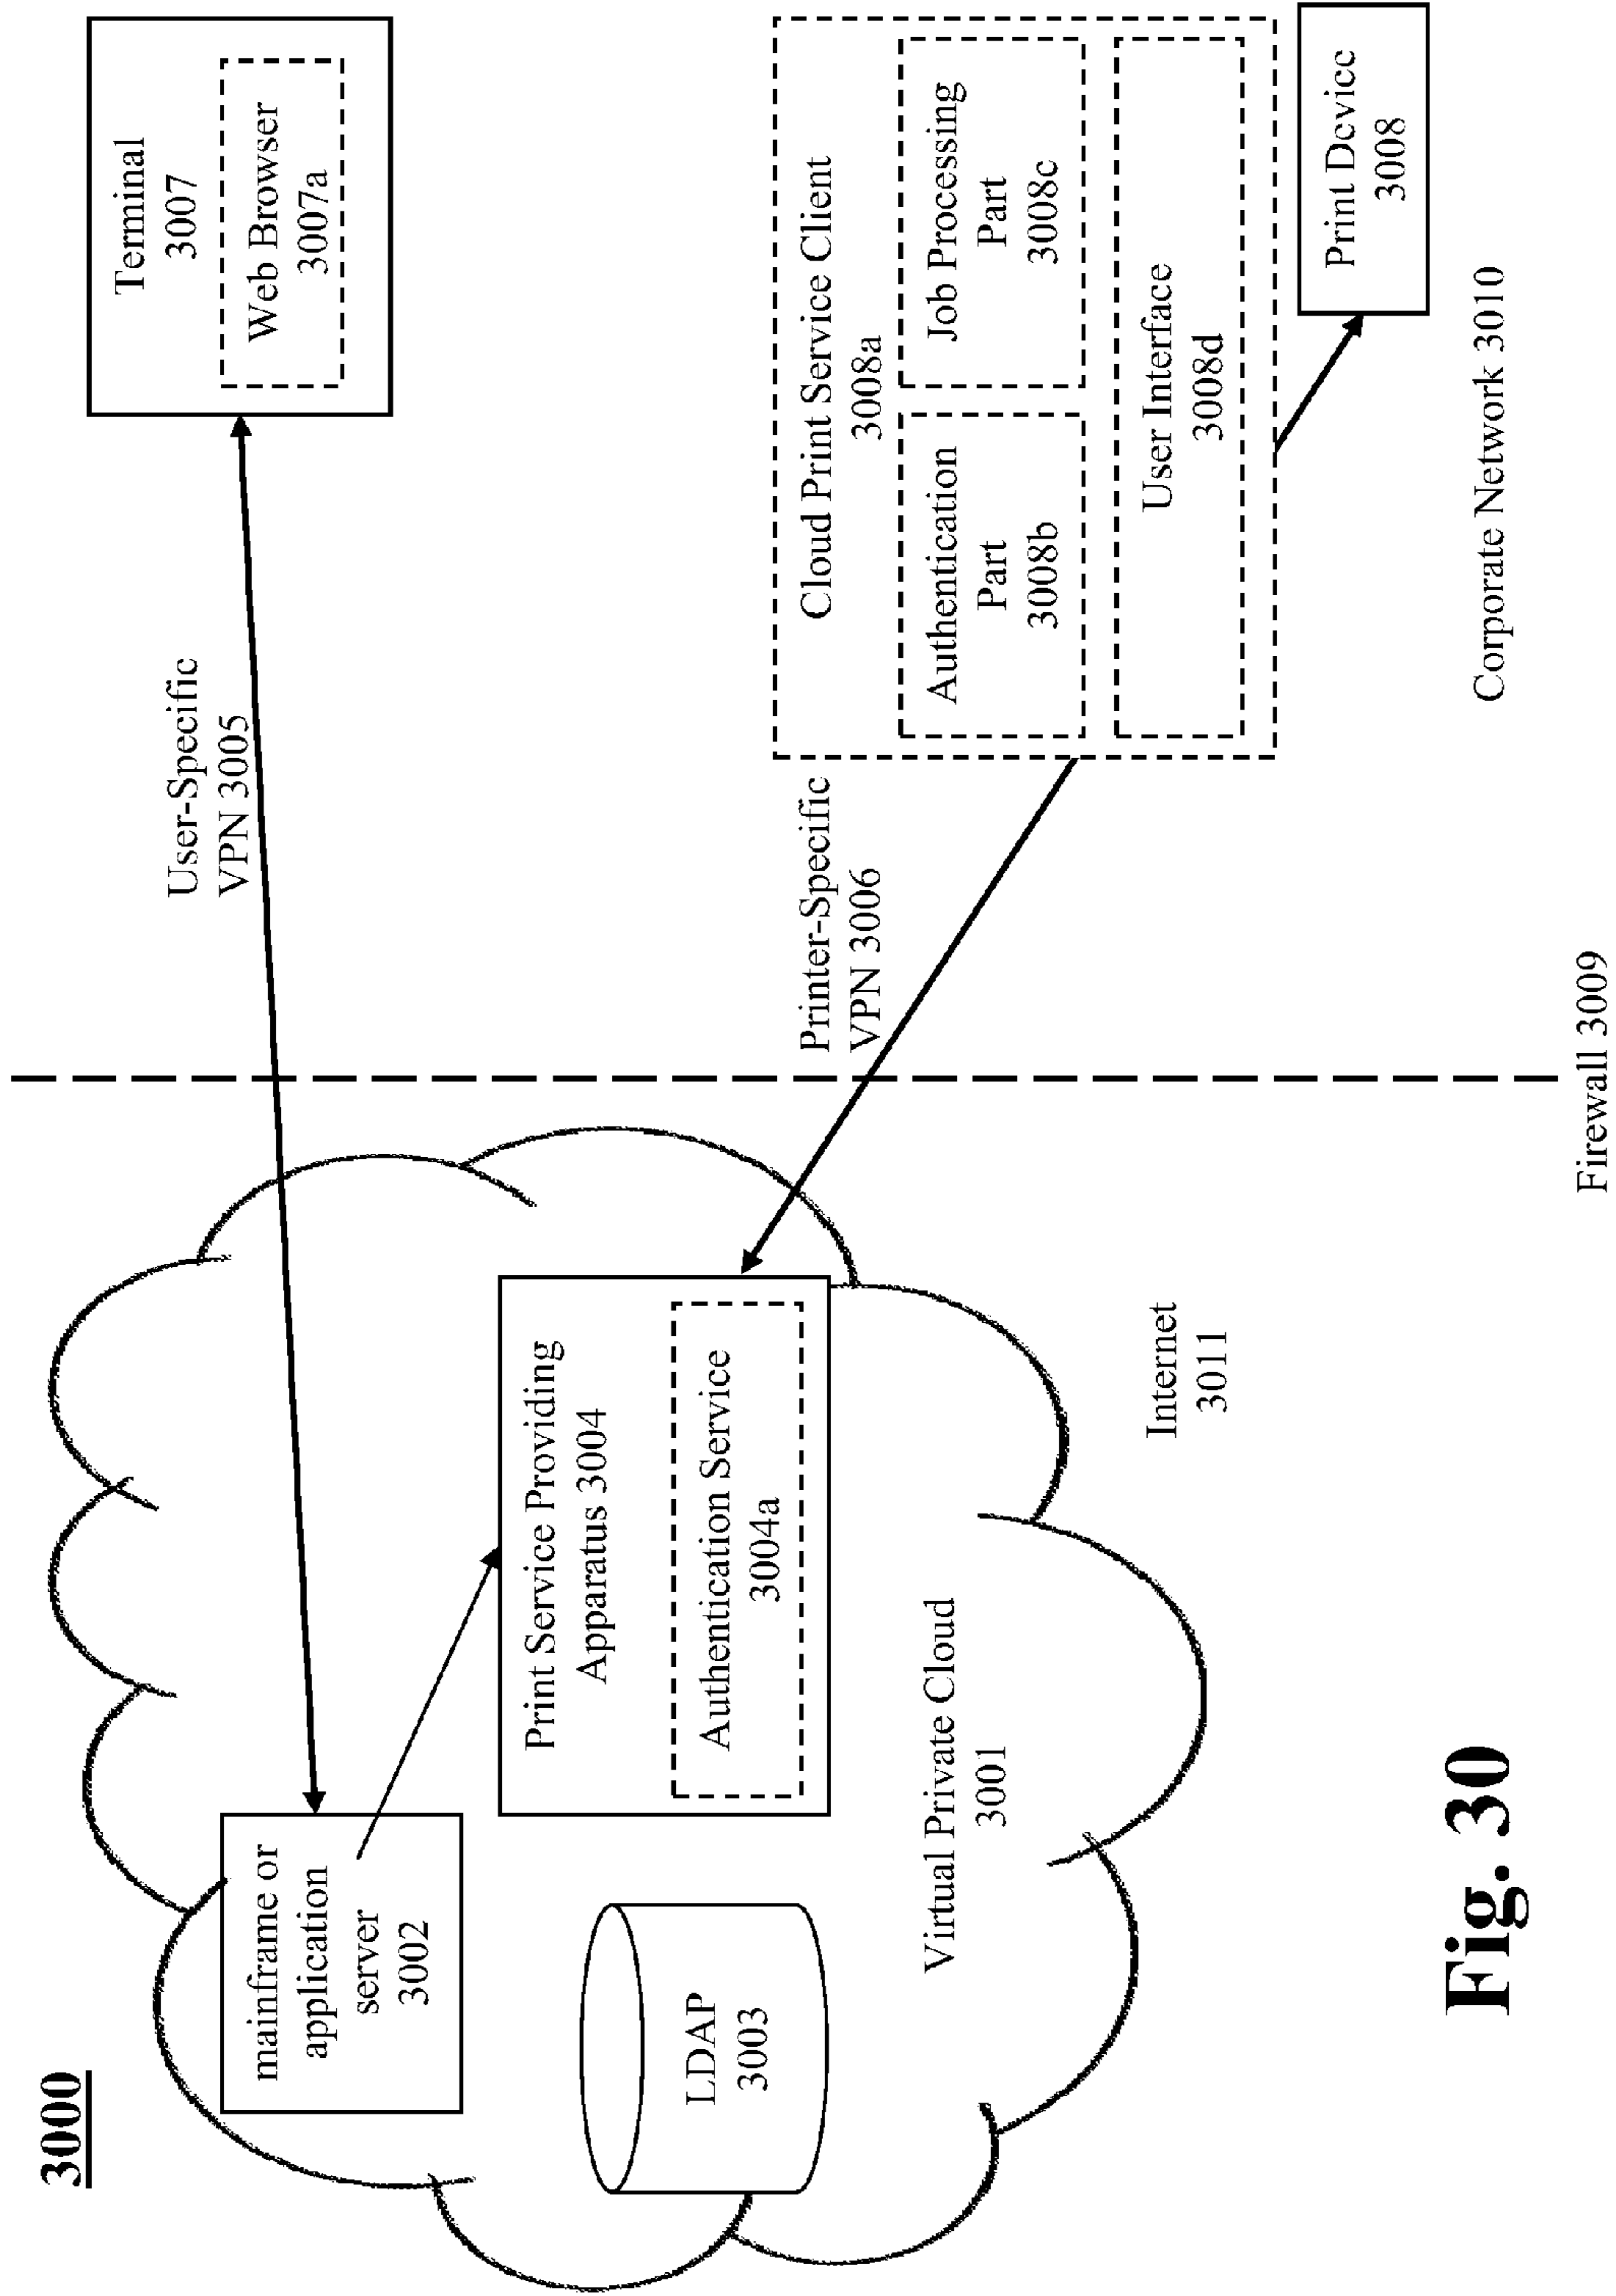 3000
mainframe or
application
server
3002
LDAP
3003
Print Service Providing
Apparatus 3004
Authentication Service
3004a
Virtual Private Cloud
3001
Internet
3011
User-Specific
VPN 3005
Printer-Specific
VPN 3006
Terminal
3007
Web Browser
3007a
Cloud Print Service Client
3008a
Authentication
Part
3008b
Job Processing
Part
3008c
User Interface
3008d
Print Device
3008
Corporate Network 3010
Firewall 3009
Fig. 30